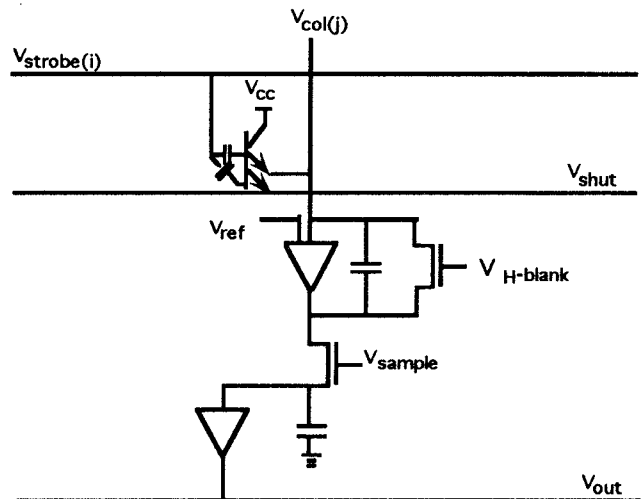 Vcol(j)
Vstrobe(i)
Vcc
Vshut
Vref
V H-blank
Vsample
Vout